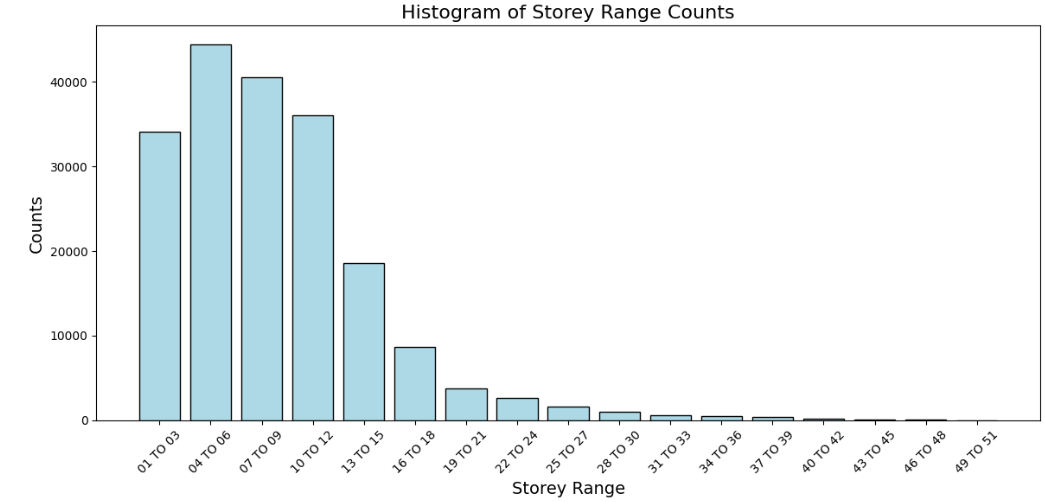 Histogram of Storey Range Counts
Counts
40000
30000
20000
10000
0
01 TO 03
04 TO 06
07 TO 09
10 TO 12
13 TO 15
16 TO 18
19 TO 21
22 TO 24
25 TO 27
28 TO 30
31 TO 33
34 TO 36
37 TO 39
40 TO 42
43 TO 45
46 TO 48
49 TO 51
Storey Range